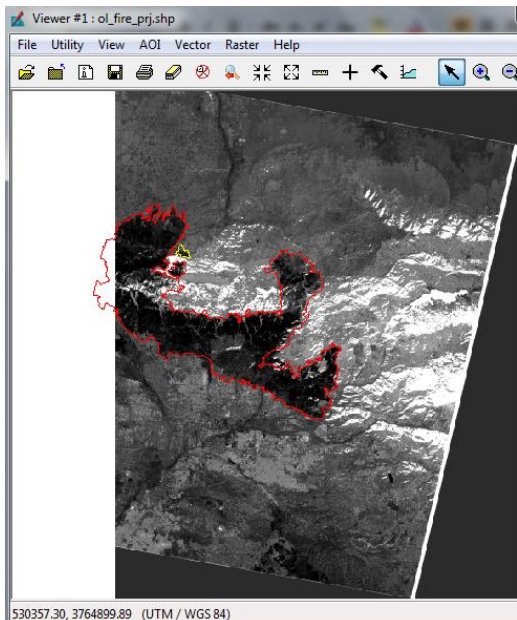 Viewer #1 : ol_fire_prj.shp
File Utility View AOI Vector Raster Help
530357.30, 3764899.89 (UTM / WGS 84)